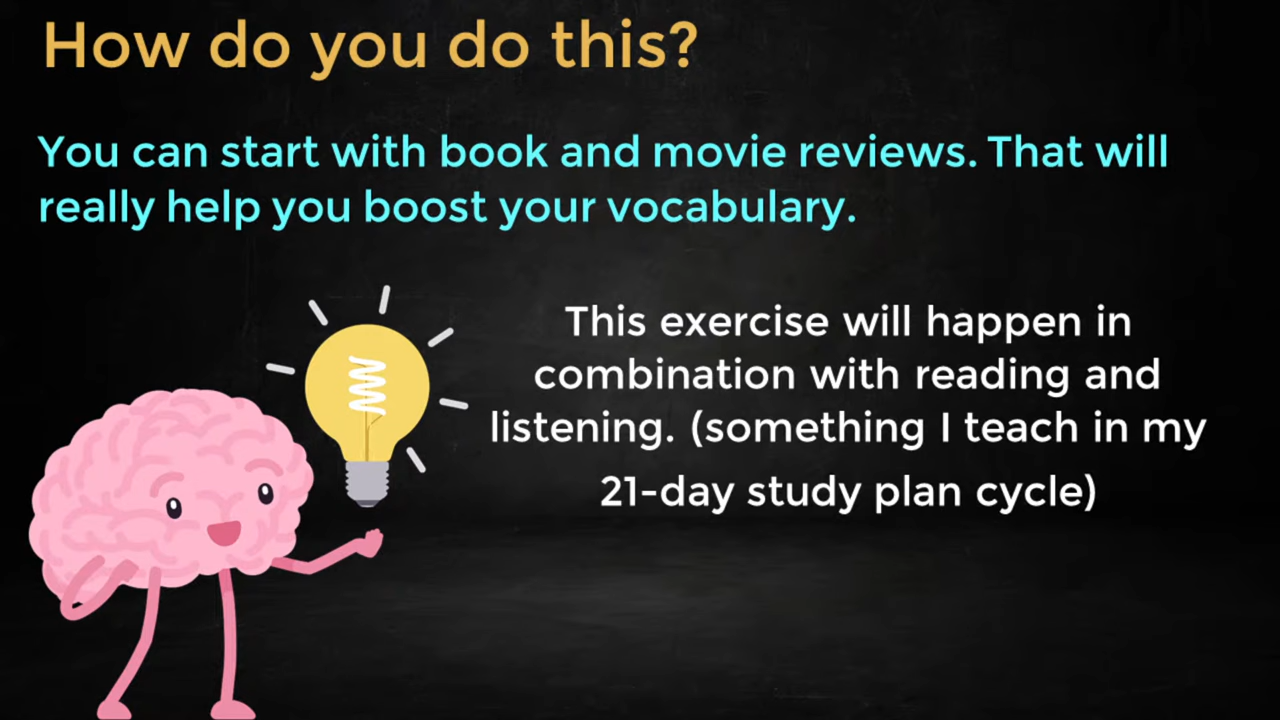 How do you do this?
You can start with book and movie reviews. That will
really help you boost your vocabulary.
This exercise will happen in
combination with reading and
listening. (something I teach in my
21-day study plan cycle)